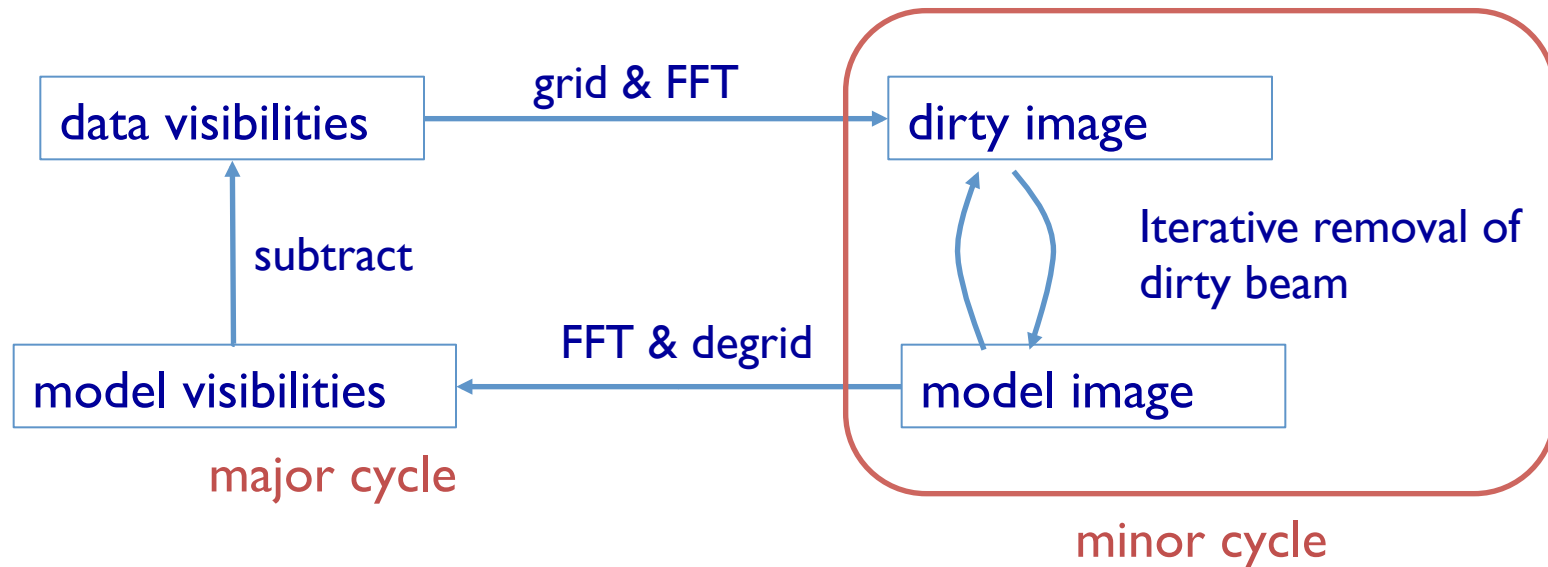 grid & FFT
data visibilities
dirty image
subtract
Iterative removal of
dirty beam
FFT & degrid
model visibilities
model image
major cycle
minor cycle